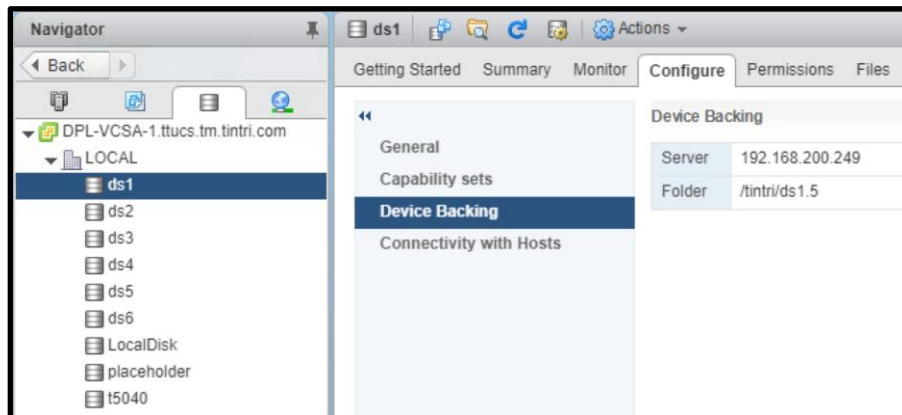 Navigator
Back
DPL-VCSA-1.ttucs.tm.tintri.com
LOCAL
ds1
ds2
ds3
ds4
ds5
ds6
LocalDisk
placeholder
t5040
ds1 Actions
Getting Started Summary Monitor Configure Permissions Files
General
Capability sets
Device Backing
Connectivity with Hosts
Device Backing
Server 192.168.200.249
Folder /tintri/ds1.5